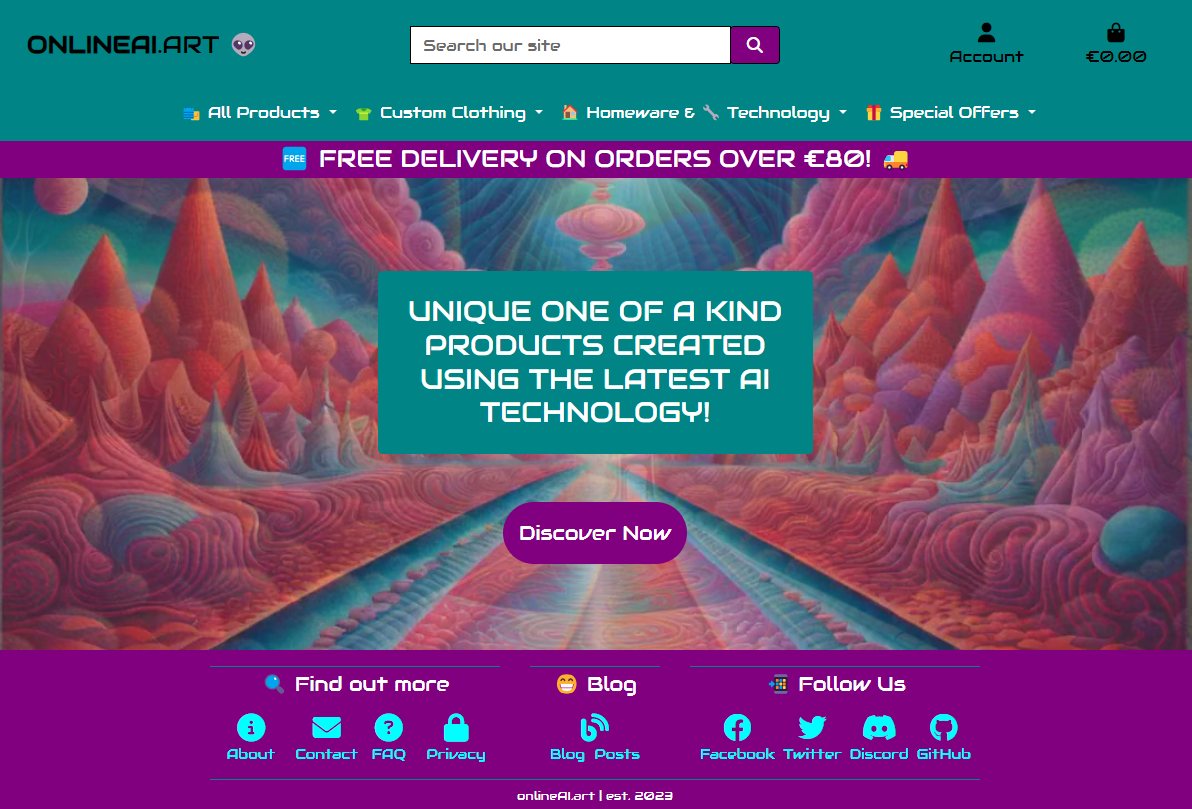 ONLINEAI.ART
Search our site
Account
€0.00
All Products
Custom Clothing
Homeware & Technology
Special Offers
FREE FREE DELIVERY ON ORDERS OVER €80!
UNIQUE ONE OF A KIND
PRODUCTS CREATED
USING THE LATEST AI
TECHNOLOGY!
Discover Now
Find out more
Blog
Follow Us
About
Contact
FAQ
Privacy
Blog Posts
Facebook
Twitter
Discord
GitHub
onlineAI.art | est. 2023